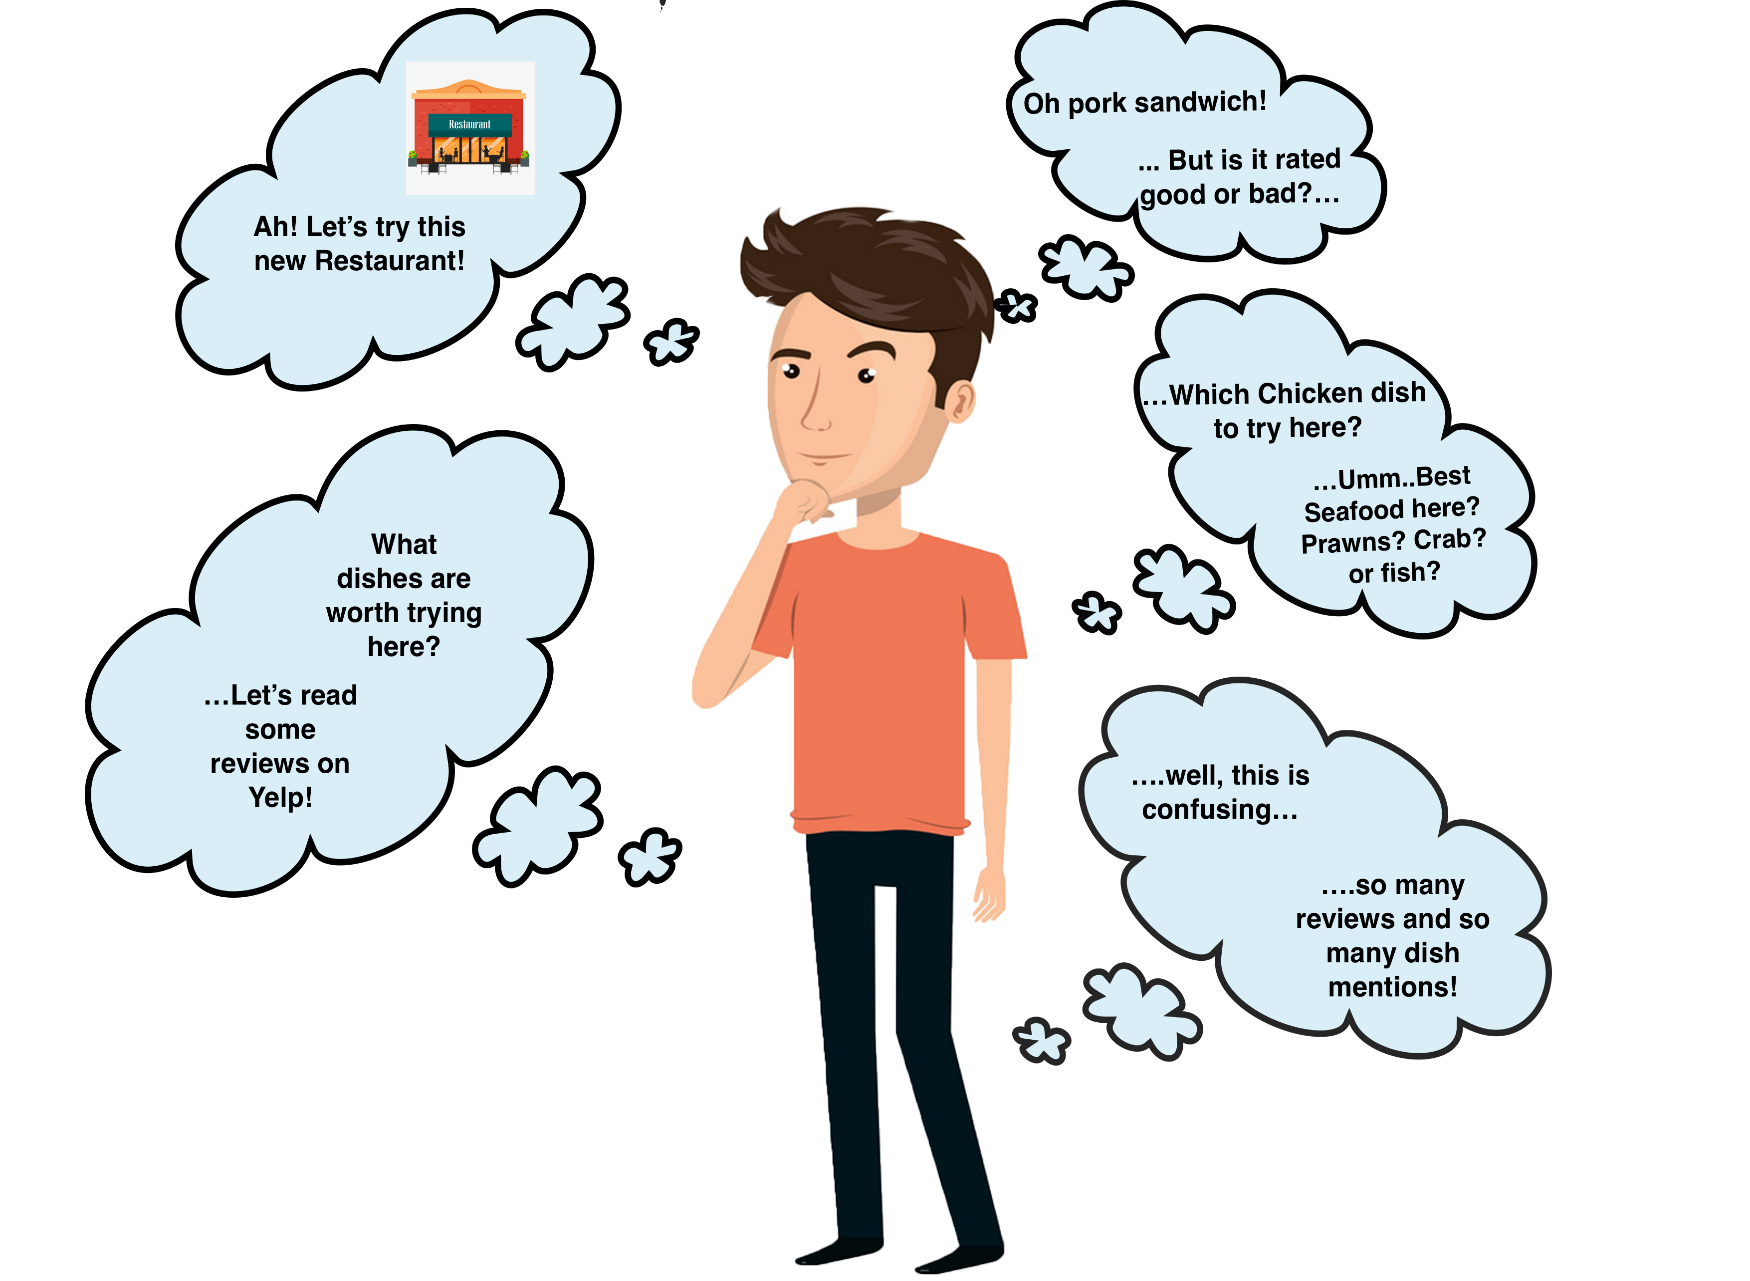 Restaurant
Ah! Let’s try this
new Restaurant!
What
dishes are
worth trying
here?
...Let’s read
some
reviews on
Yelp!
Oh pork sandwich!
... But is it rated
good or bad?...
...Which Chicken dish
to try here?
...Umm..Best
Seafood here?
Prawns? Crab?
or fish?
....well, this is
confusing...
....so many
reviews and so
many dish
mentions!